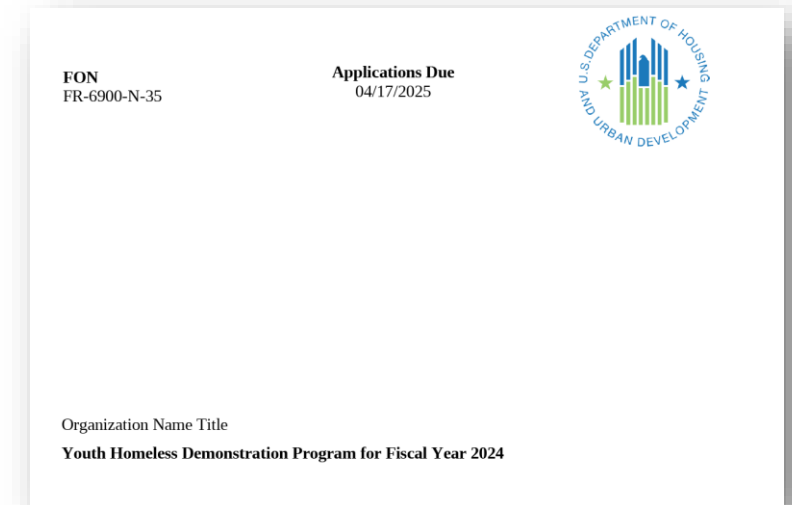 FON
FR-6900-N-35
Applications Due
04/17/2025
U.S. DEPARTMENT OF HOUSING
AND URBAN DEVELOPMENT
Organization Name Title
Youth Homeless Demonstration Program for Fiscal Year 2024